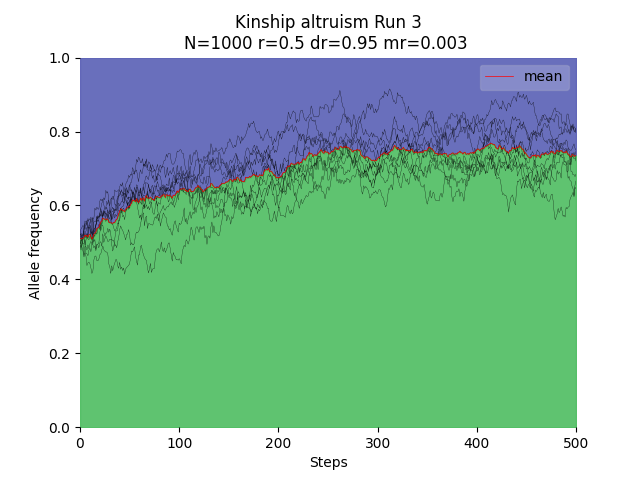 Kinship altruism Run 3
N=1000 r=0.5 dr=0.95 mr=0.003
mean
1.0
0.8
0.6
0.4
0.2
0.0
Allele frequency
0 100 200 300 400 500
Steps